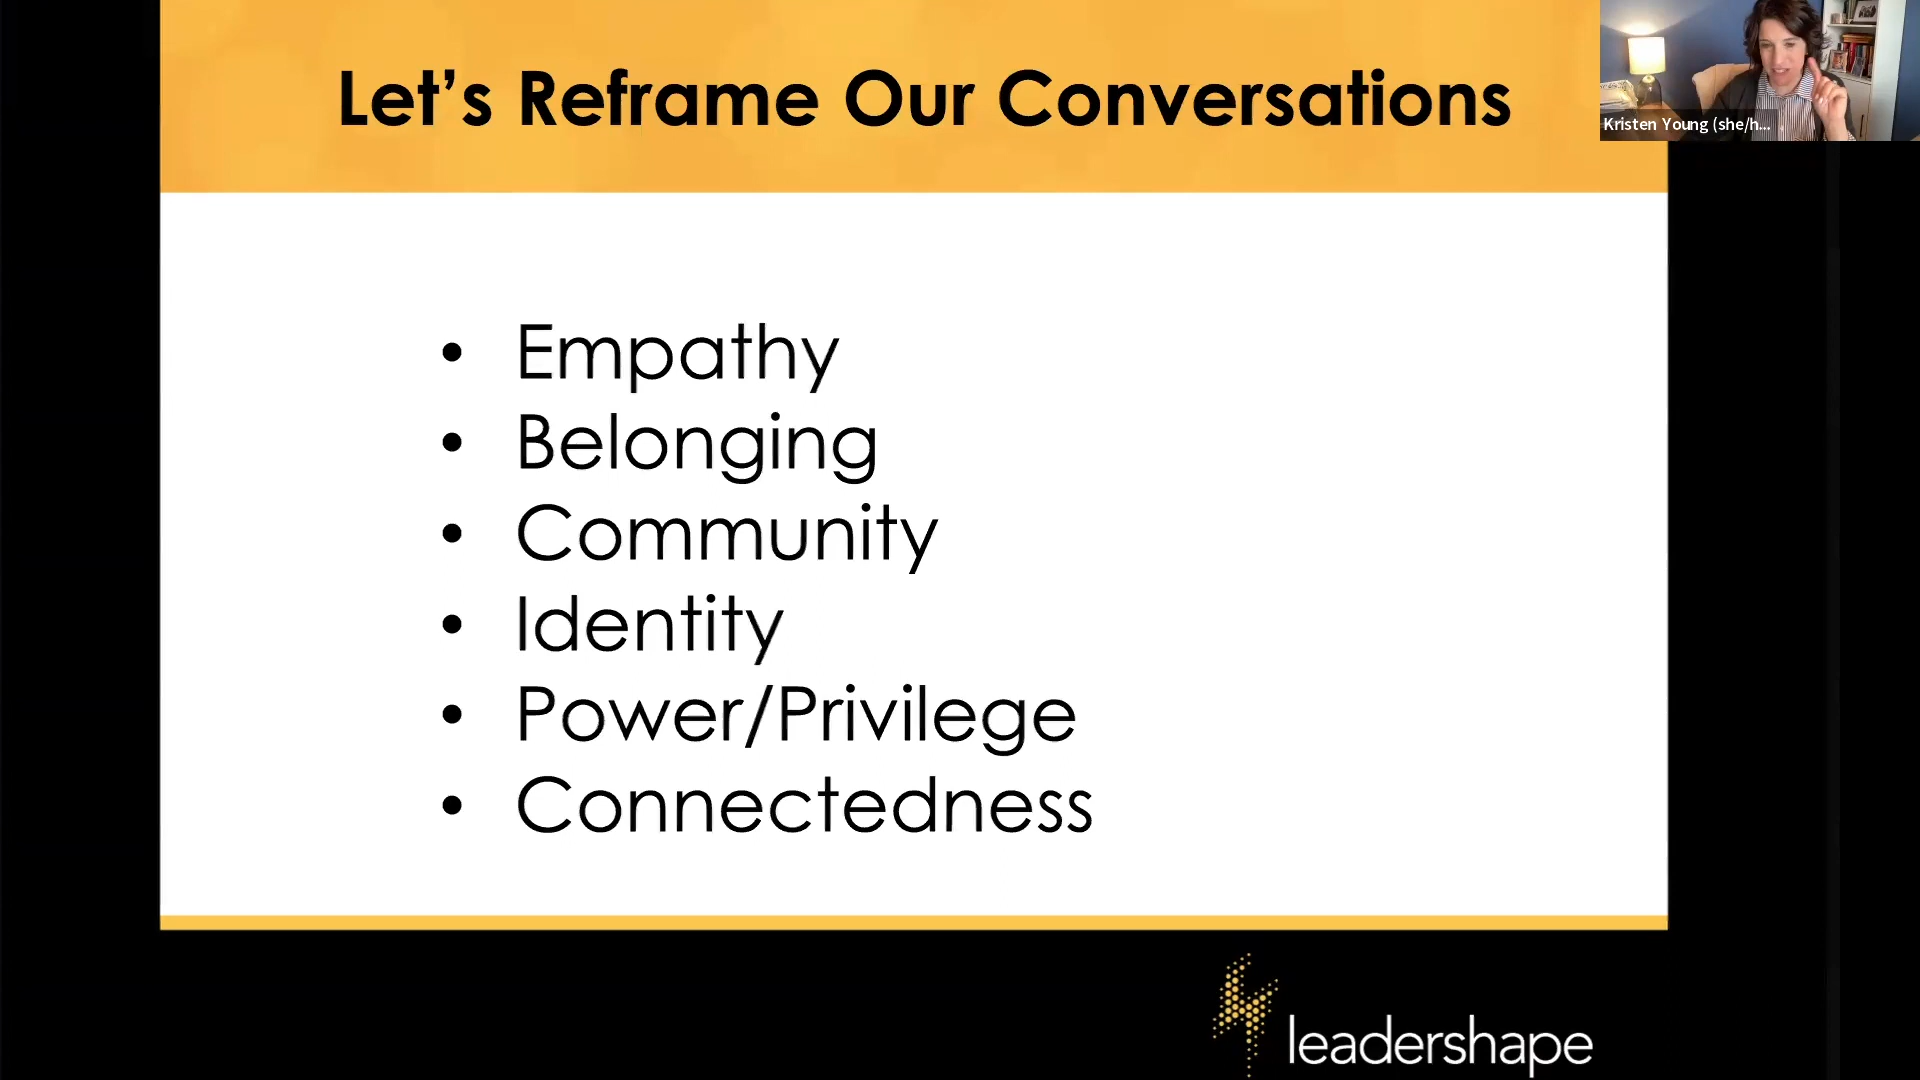 Let’s Reframe Our Conversations
Kristen Young (she/h...
• Empathy
• Belonging
• Community
• Identity
• Power/Privilege
• Connectedness
leadershape